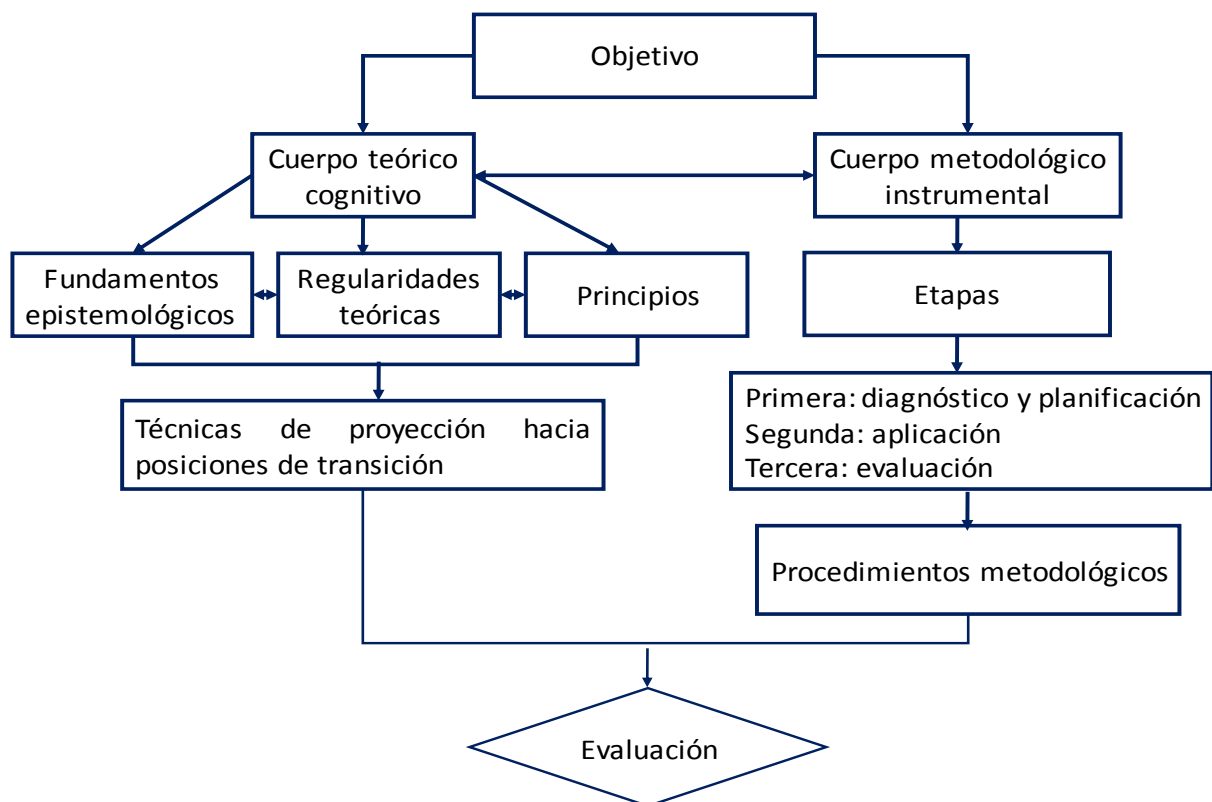 Objetivo
Cuerpo teórico
cognitivo
Cuerpo metodológico
instrumental
Fundamentos
epistemológicos
Regularidades
teóricas
Principios
Etapas
Técnicas de proyección hacia
posiciones de transición
Primera: diagnóstico y planificación
Segunda: aplicación
Tercera: evaluación
Procedimientos metodológicos
Evaluación